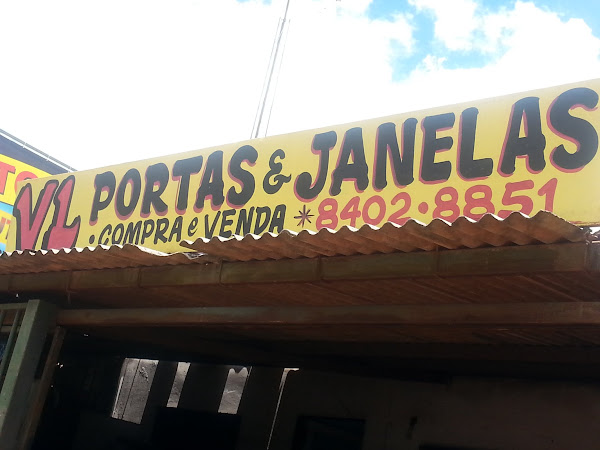 VL PORTAS & JANELAS
• COMPRA e VENDA * 8402-8851